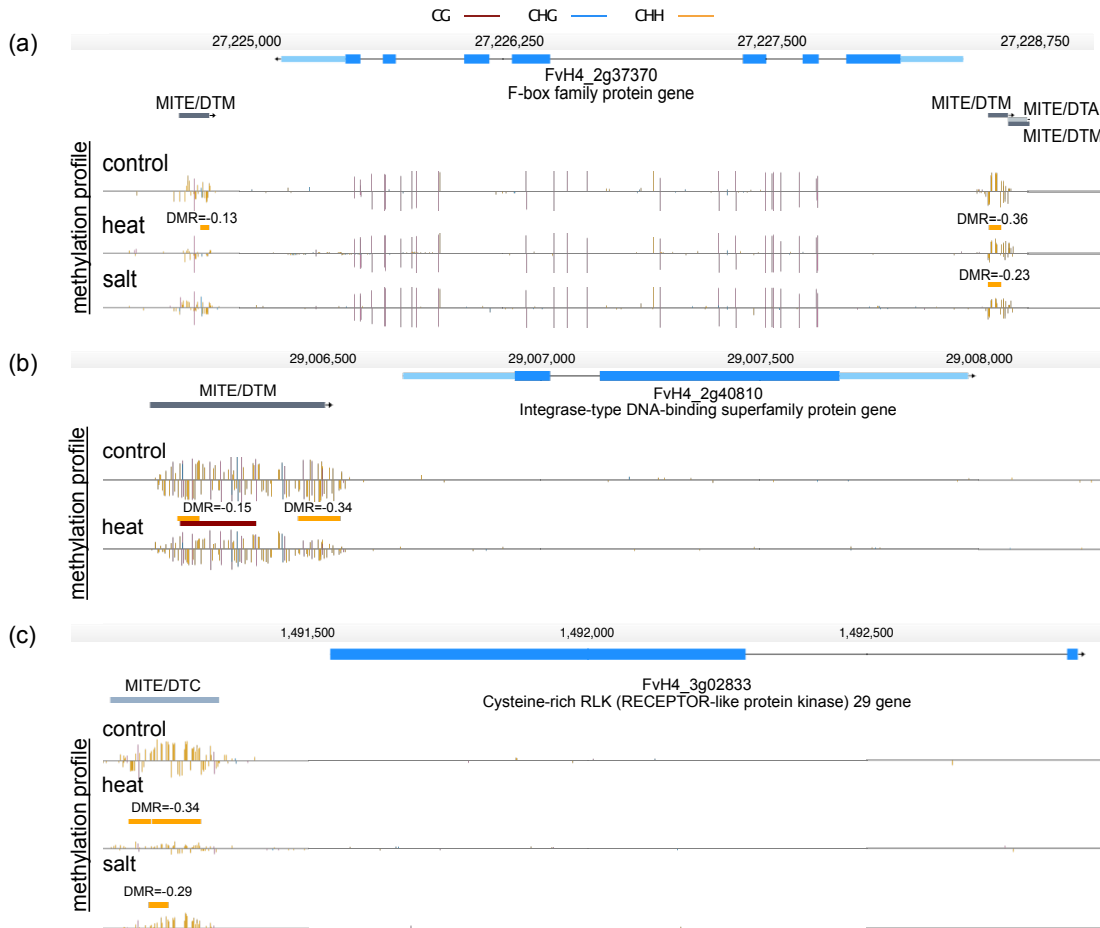 CG CHG CHH
(a)
27,225,000 27,226,250 27,227,500 27,228,750
FvH4_2g37370
F-box family protein gene
MITE/DTM MITE/DTM MITE/DTA
MITE/DTM
methylation profile
control
DMR=-0.13 DMR=-0.36
heat
DMR=-0.23
salt
(b)
29,006,500 29,007,000 29,007,500 29,008,000
MITE/DTM
FvH4_2g40810
Integrase-type DNA-binding superfamily protein gene
methylation profile
control
DMR=-0.15 DMR=-0.34
heat
(c)
1,491,500 1,492,000 1,492,500
MITE/DTC
FvH4_3g02833
Cysteine-rich RLK (RECEPTOR-like protein kinase) 29 gene
methylation profile
control
heat
DMR=-0.34
salt
DMR=-0.29